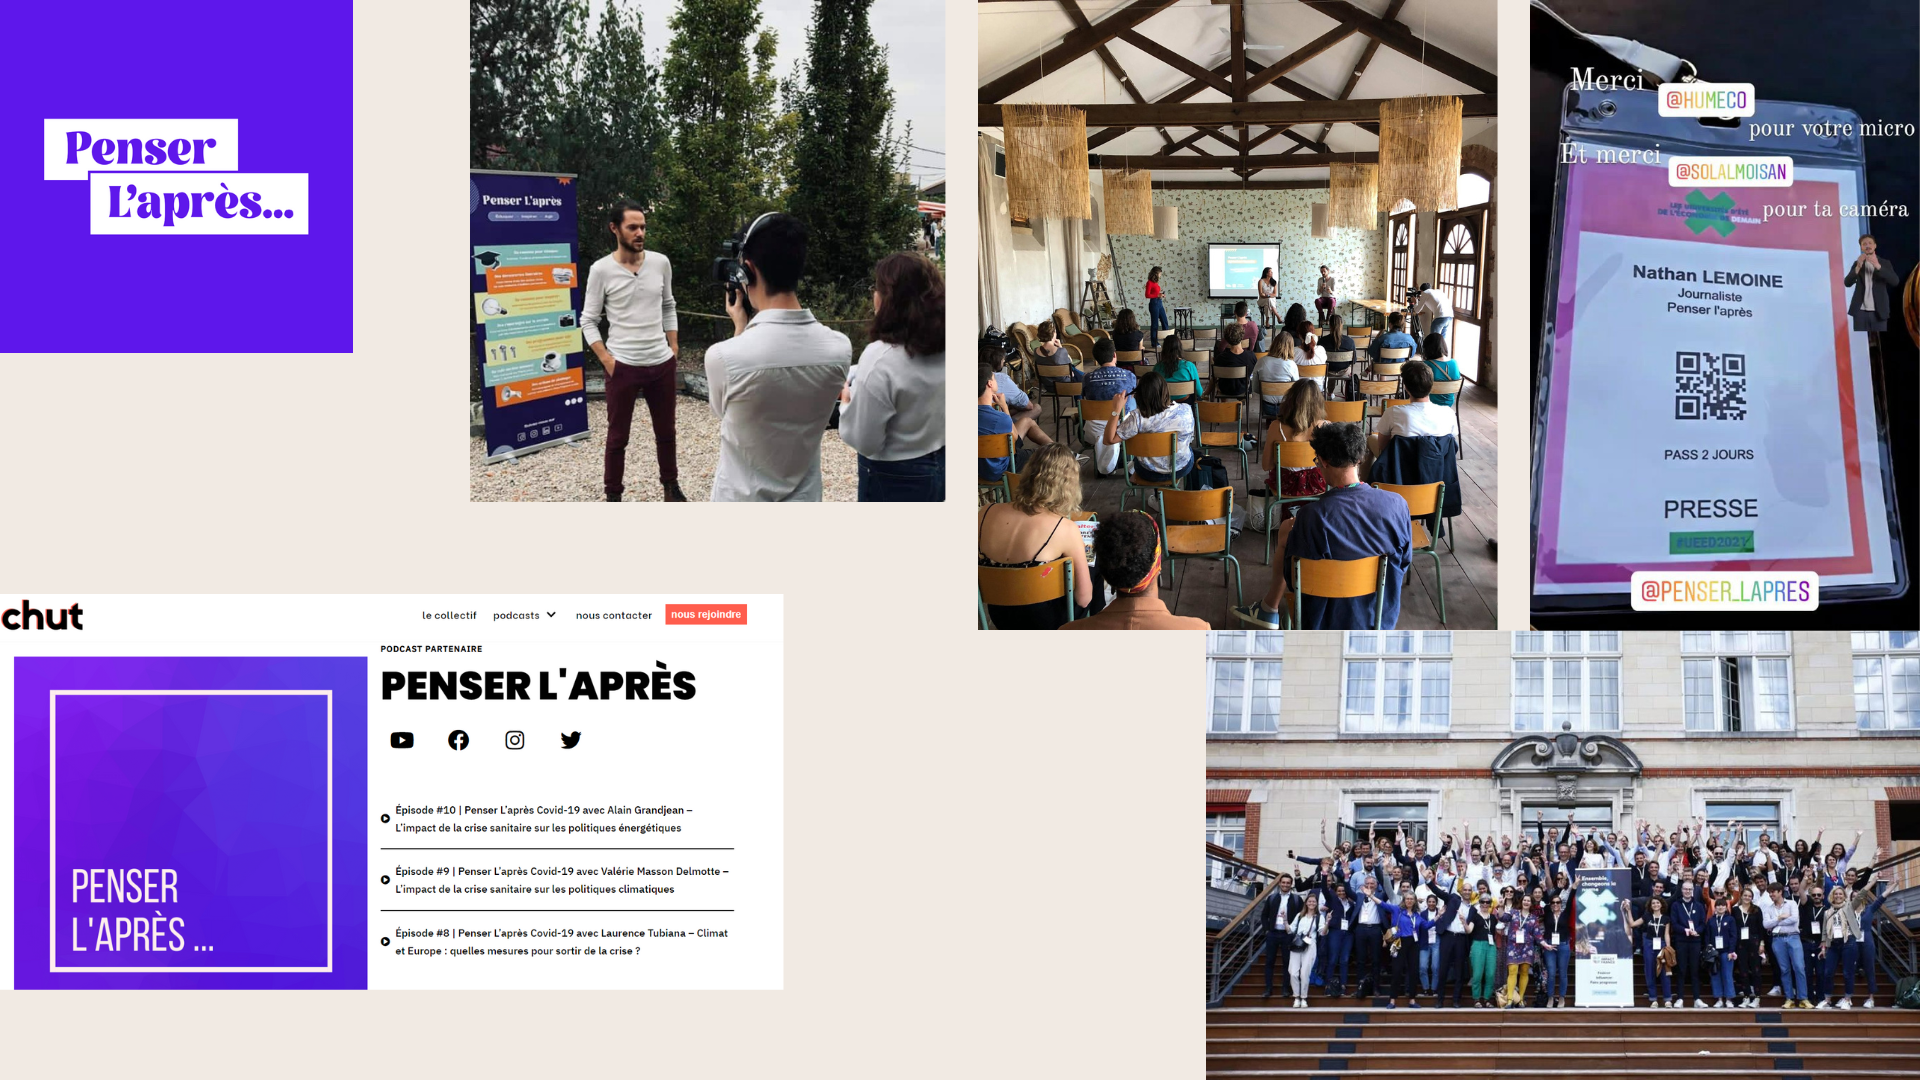 Penser
L'après...
Penser L'après
Merci @HUMECO
pour votre micro
Et merci @SOLALMOISAN
pour ta caméra
DEMAIN
Nathan LEMOINE
Journaliste
Penser l'après
PASS 2 JOURS
PRESSE
#UEED2021
@PENSER_LAPRES
chut
le collectif podcasts nous contacter nous rejoindre
PODCAST PARTENAIRE
PENSER L'APRÈS
PENSER
L'APRÈS ...
Épisode #10 | Penser L'après Covid-19 avec Alain Grandjean –
L'impact de la crise sanitaire sur les politiques énergétiques
Épisode #9 | Penser L'après Covid-19 avec Valérie Masson Delmotte –
L'impact de la crise sanitaire sur les politiques climatiques
Épisode #8 | Penser L'après Covid-19 avec Laurence Tubiana – Climat
et Europe : quelles mesures pour sortir de la crise ?
Ensemble,
changeons la